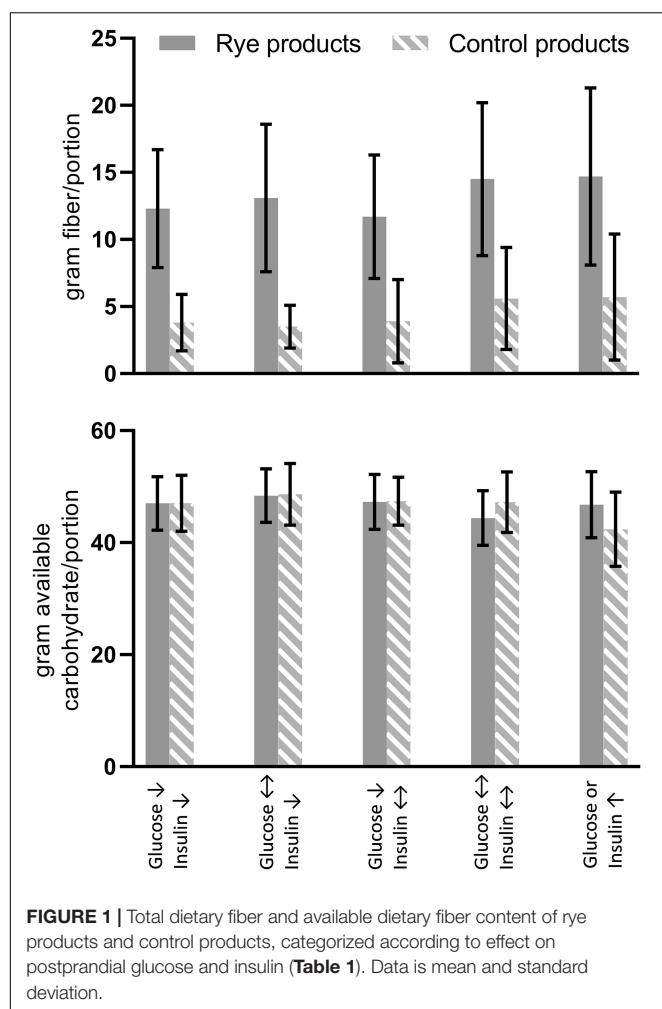 Rye products Control products
25
20
15
10
5
0
gram fiber/portion
60
40
20
0
gram available
carbohydrate/portion
Glucose ↓
Insulin ↓
Glucose ↔
Insulin ↓
Glucose ↓
Insulin ↔
Glucose ↔
Insulin ↔
Glucose or
Insulin ↑
FIGURE 1 | Total dietary fiber and available dietary fiber content of rye
products and control products, categorized according to effect on
postprandial glucose and insulin (Table 1). Data is mean and standard
deviation.